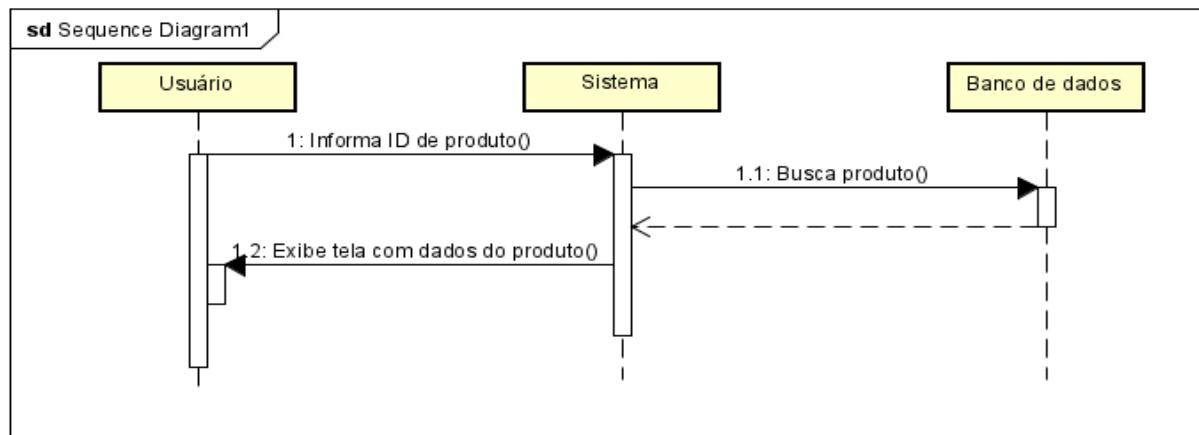 sd Sequence Diagram1
Usuário
Sistema
Banco de dados
1: Informa ID de produto()
1.1: Busca produto()
1.2: Exibe tela com dados do produto()